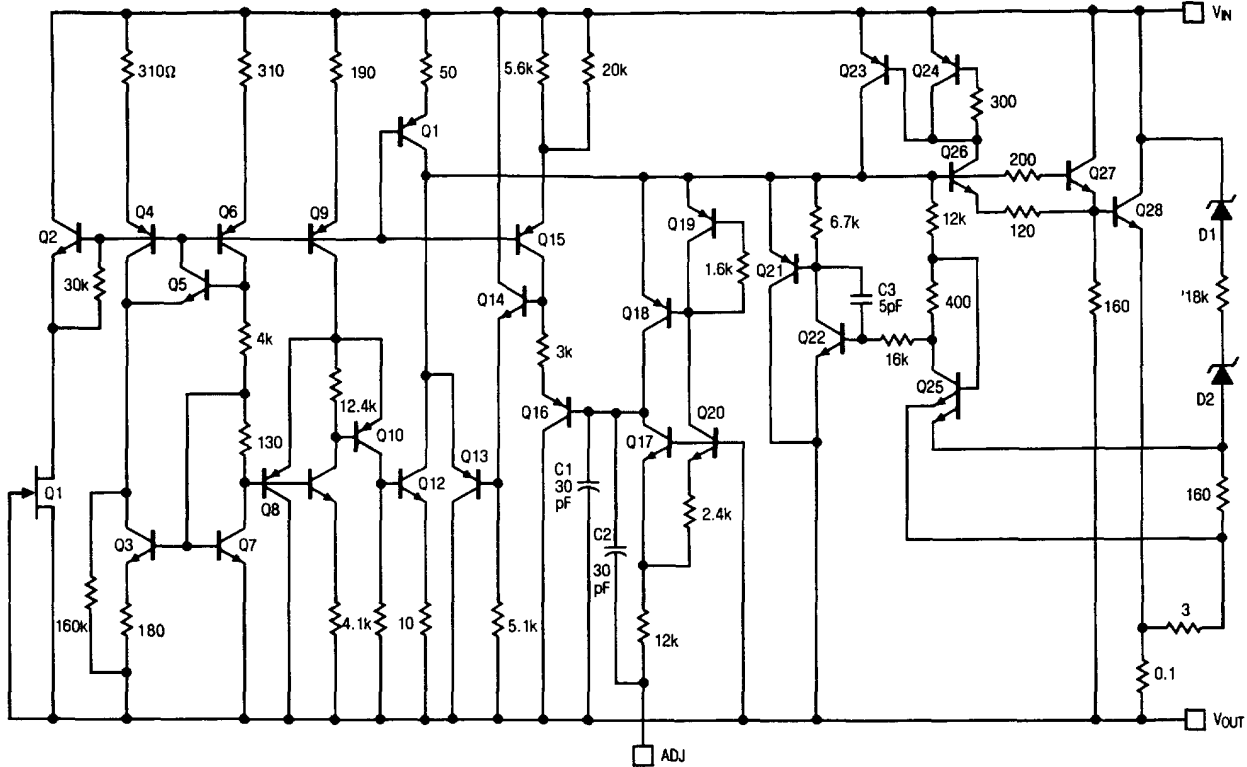 VIN
310Ω
310
190
50
5.6k
20k
Q23
Q24
300
Q1
Q26
200
Q27
Q2
Q4
Q6
Q9
Q15
Q19
6.7k
12k
120
Q28
D1
30k
Q5
Q14
1.6k
Q21
C3
5pF
Q18
400
160
'18k
4k
3k
Q22
16k
12.4k
Q25
D2
Q16
Q20
Q10
Q17
130
Q13
C1
30
pF
Q1
Q8
Q12
160
Q3
Q7
C2
30
pF
2.4k
160k
180
4.1k
10
5.1k
12k
3
0.1
VOUT
ADJ